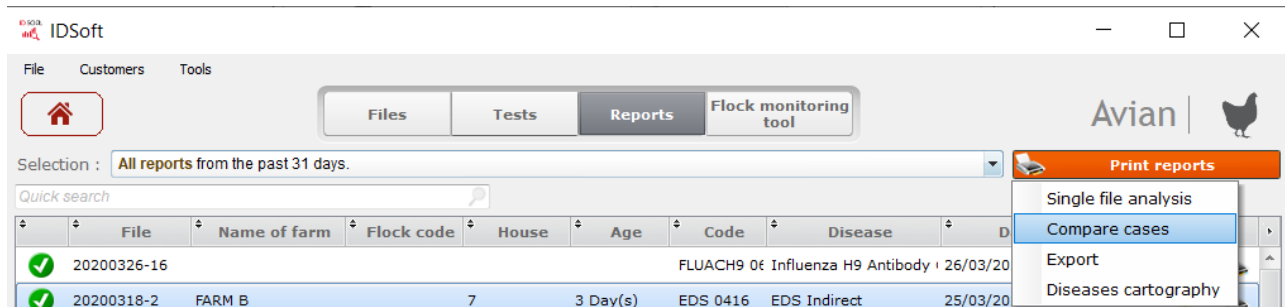 IDSoft
File Customers Tools
Files Tests Reports Flock monitoring tool
Avian
Selection : All reports from the past 31 days. Print reports
Quick search
Single file analysis
File Name of farm Flock code House Age Code Disease D
Compare cases
20200326-16 FLUACH9 06 Influenza H9 Antibody 26/03/20
Export
20200318-2 FARM B 7 3 Day(s) EDS 0416 EDS Indirect 25/03/20
Diseases cartography